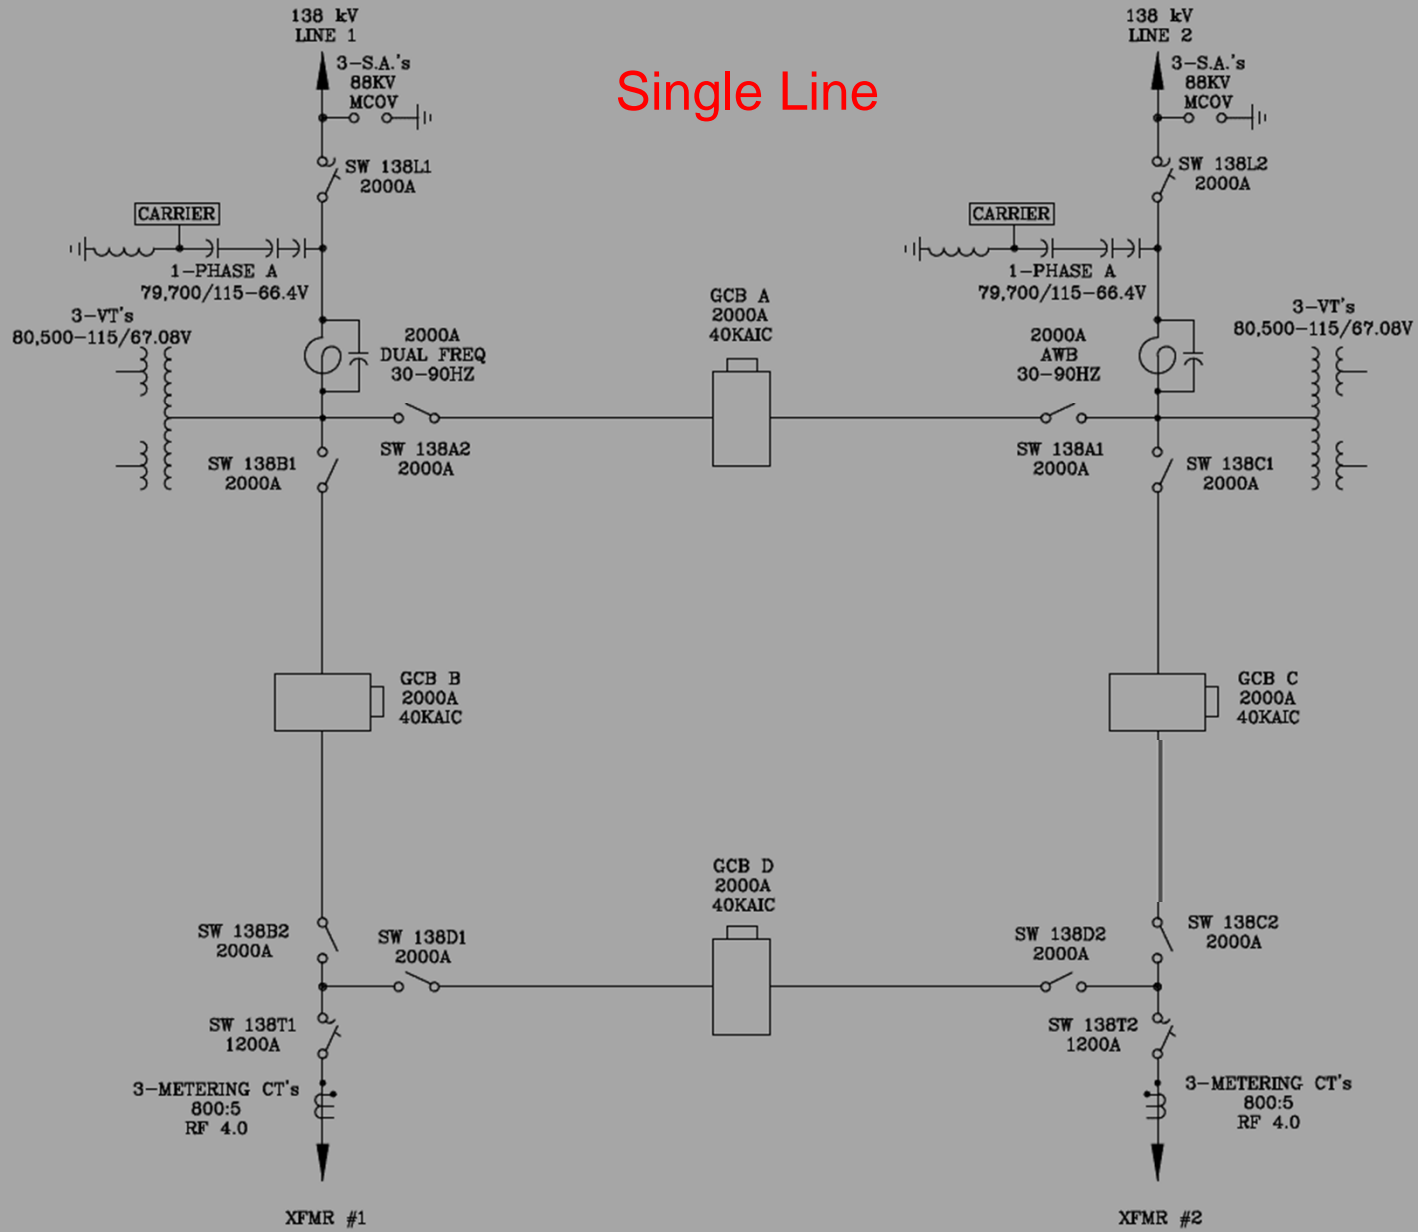 138 kV
LINE 1
3-S.A.'s
88KV
MCOV
Single Line
138 kV
LINE 2
3-S.A.'s
88KV
MCOV
SW 138L1
2000A
SW 138L2
2000A
CARRIER
1-PHASE A
79,700/115-66.4V
CARRIER
1-PHASE A
79,700/115-66.4V
3-VT's
80,500-115/67.08V
2000A
DUAL FREQ
30-90HZ
GCB A
2000A
40KAIC
2000A
AWB
30-90HZ
3-VT's
80,500-115/67.08V
SW 138B1
2000A
SW 138A2
2000A
SW 138A1
2000A
SW 138C1
2000A
GCB B
2000A
40KAIC
GCB C
2000A
40KAIC
GCB D
2000A
40KAIC
SW 138B2
2000A
SW 138D1
2000A
SW 138D2
2000A
SW 138C2
2000A
SW 138T1
1200A
SW 138T2
1200A
3-METERING CT's
800:5
RF 4.0
3-METERING CT's
800:5
RF 4.0
XFMR #1
XFMR #2